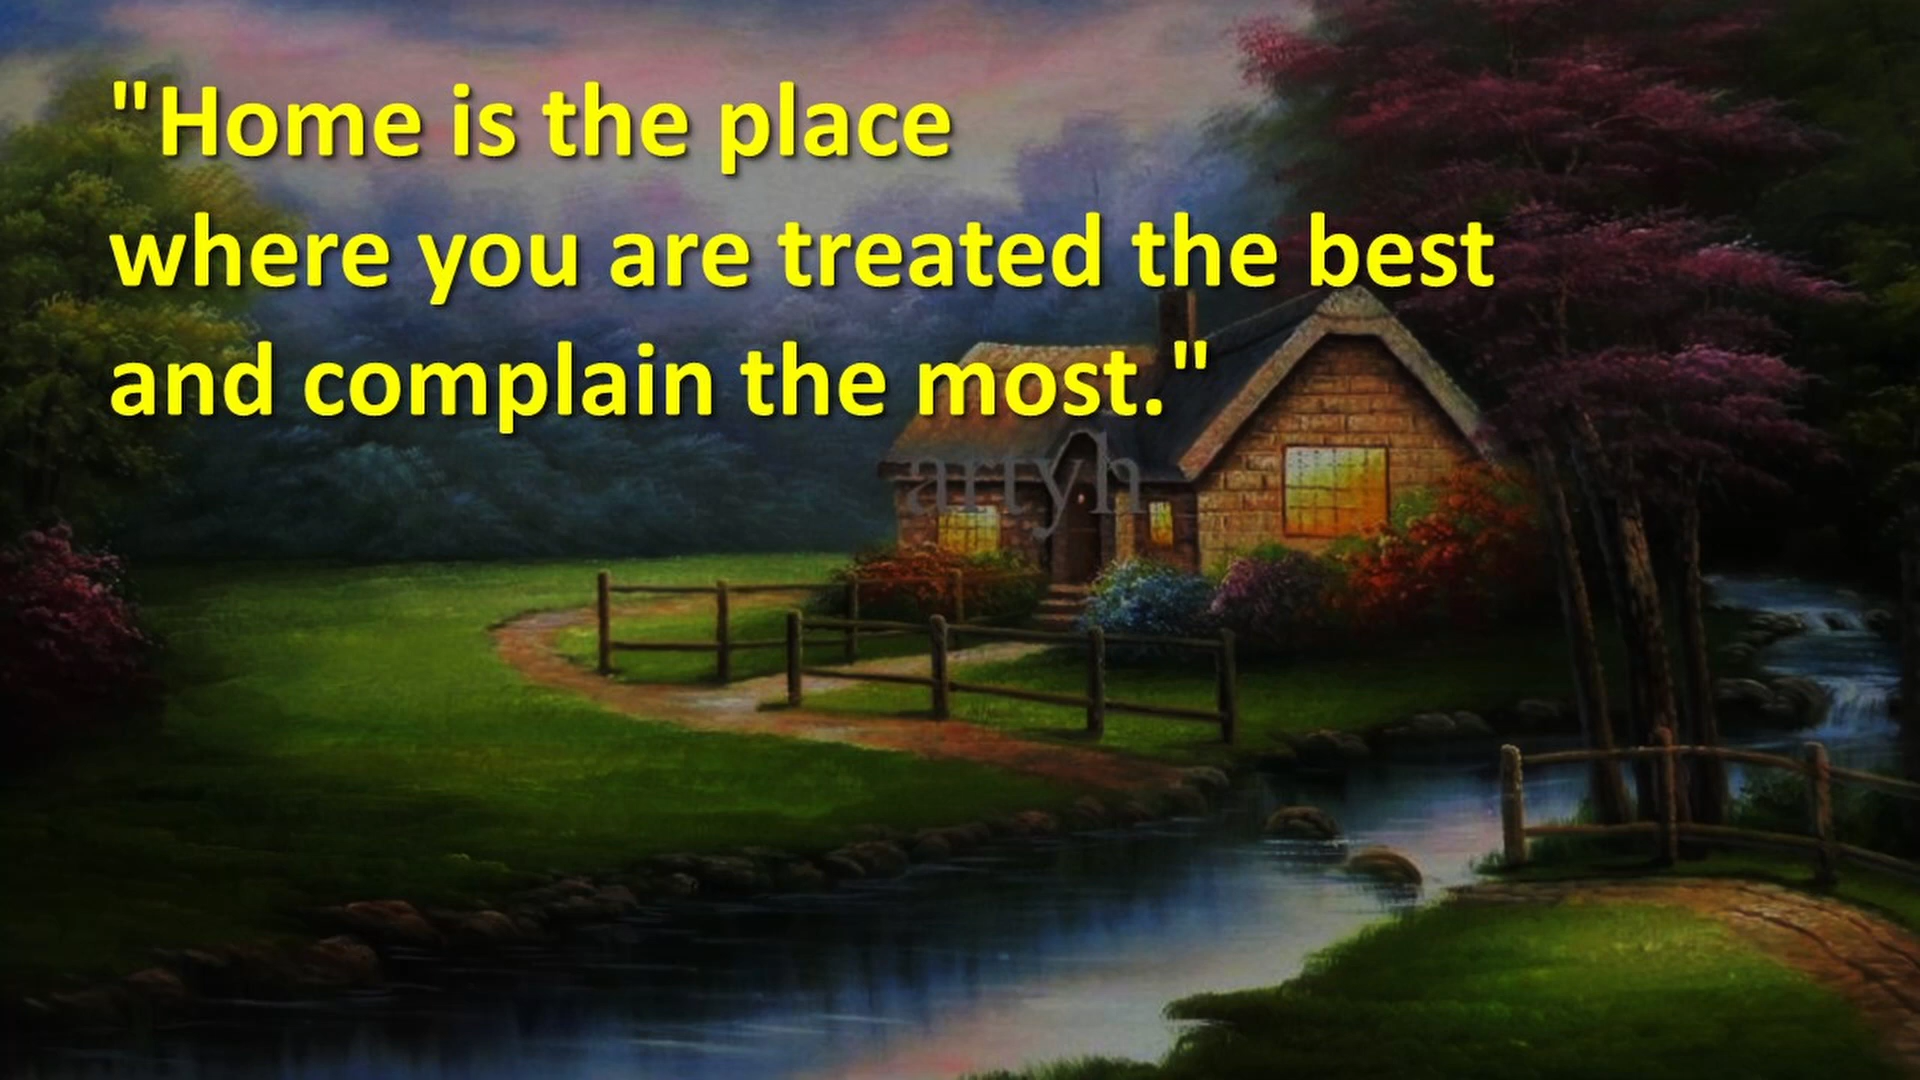 "Home is the place
where you are treated the best
and complain the most."
artyh